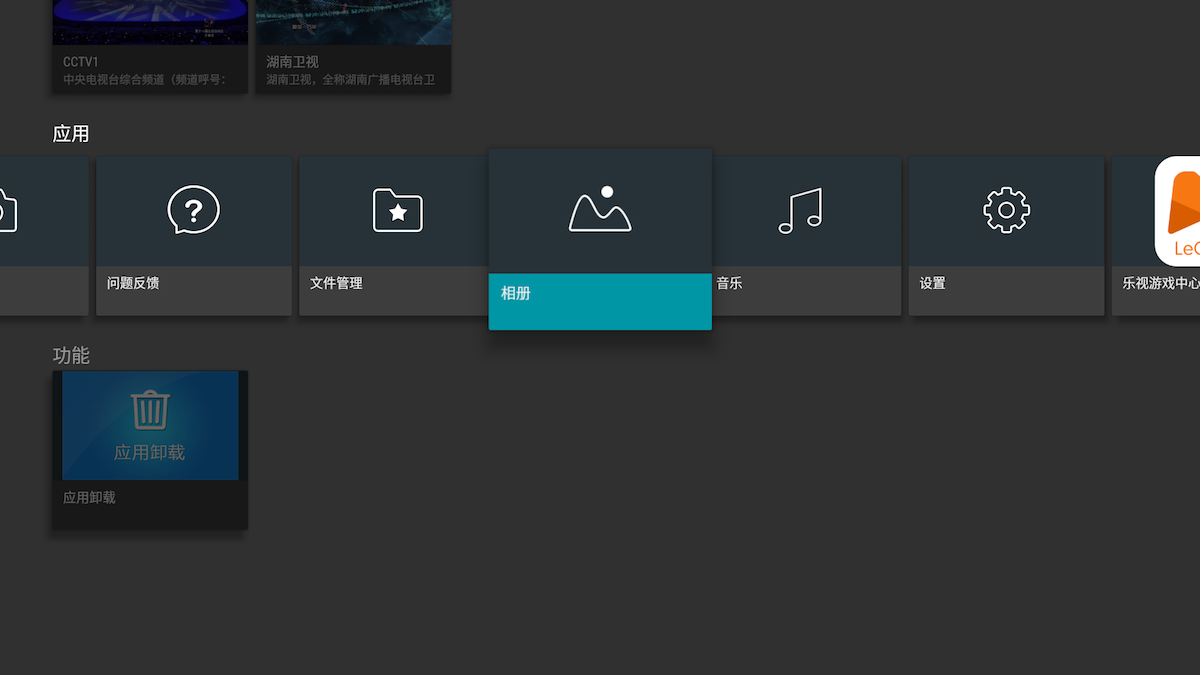 CCTV1
中央电视台综合频道（频道呼号：
湖南卫视
湖南卫视，全称湖南广播电视台卫
应用
问题反馈
文件管理
相册
音乐
设置
LeG
乐视游戏中心
功能
应用卸载
应用卸载